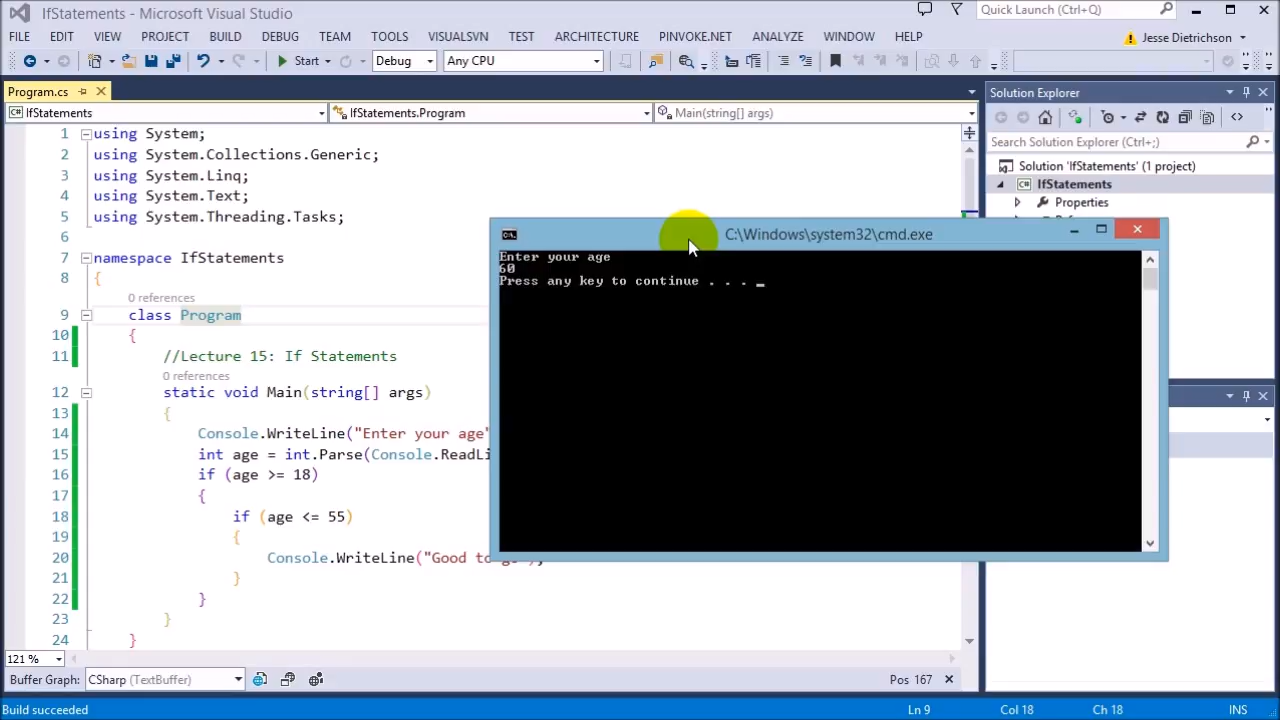 IfStatements - Microsoft Visual Studio
Quick Launch (Ctrl+Q)
FILE EDIT VIEW PROJECT BUILD DEBUG TEAM TOOLS VISUALSVN TEST ARCHITECTURE PINVOKE.NET ANALYZE WINDOW HELP
Jesse Dietrichson
Start Debug Any CPU
Program.cs
IfStatements IfStatements.Program Main(string[] args)
1 using System;
2 using System.Collections.Generic;
3 using System.Linq;
4 using System.Text;
5 using System.Threading.Tasks;
6
7 namespace IfStatements
8 {
0 references
9 class Program
10 {
11 //Lecture 15: If Statements
0 references
12 static void Main(string[] args)
13 {
14 Console.WriteLine("Enter your age"
15 int age = int.Parse(Console.ReadLi
16 if (age >= 18)
17 {
18 if (age <= 55)
19 {
20 Console.WriteLine("Good to
21 }
22 }
23 }
24 }
121 %
Buffer Graph: CSharp (TextBuffer) Pos 167
Build succeeded Ln 9 Col 18 Ch 18 INS
C:\Windows\system32\cmd.exe
Enter your age
60
Press any key to continue . . . _
Solution Explorer
Search Solution Explorer (Ctrl+;)
Solution 'IfStatements' (1 project)
C# IfStatements
Properties